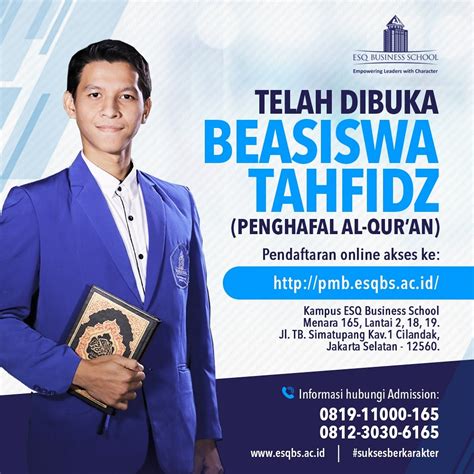 ESQ BUSINESS SCHOOL
Empowering Leaders with Character
TELAH DIBUKA
BEASISWA
TAHFIDZ
(PENGHAFAL AL-QUR'AN)
Pendaftaran online akses ke:
http://pmb.esqbs.ac.id/
Kampus ESQ Business School
Menara 165, Lantai 2, 18, 19.
Jl. TB. Simatupang Kav.1 Cilandak,
Jakarta Selatan - 12560.
Informasi hubungi Admission:
0819-11000-165
0812-3030-6165
www.esqbs.ac.id | #suksesberkarakter